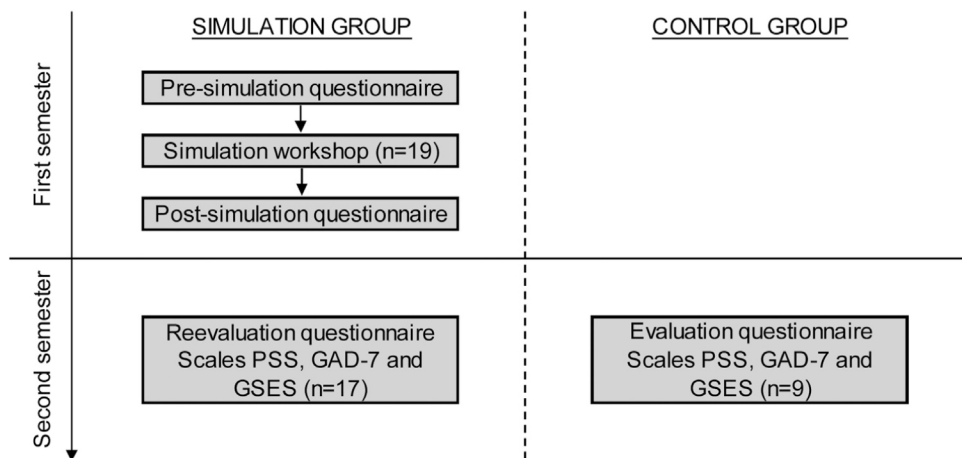 SIMULATION GROUP
CONTROL GROUP
First semester
Pre-simulation questionnaire
Simulation workshop (n=19)
Post-simulation questionnaire
Second semester
Reevaluation questionnaire
Scales PSS, GAD-7 and
GSES (n=17)
Evaluation questionnaire
Scales PSS, GAD-7 and
GSES (n=9)